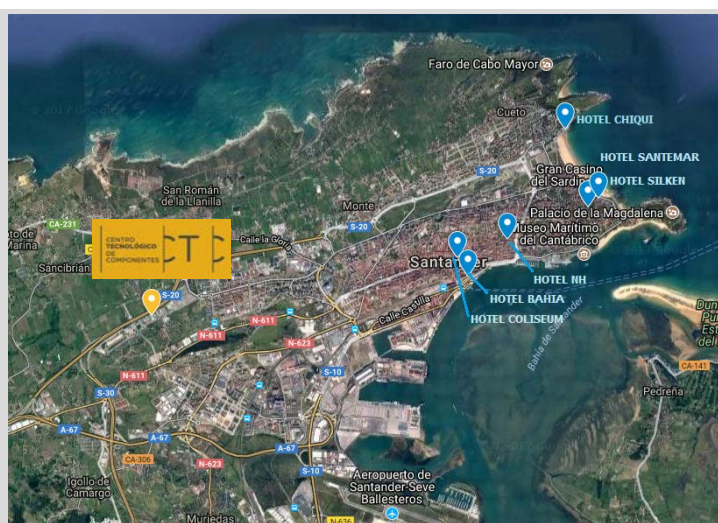 Faro de Cabo Mayor
Cueto
HOTEL CHIQUI
S-20
HOTEL SANTEMAR
Gran Casino
del Sardin
HOTEL SILKEN
San Román
de la Llanilla
Monte
Palacio de la Magdalena
CA-231
S-20
Museo Marítimo
del Cantábrico
Calle la Gloria
CENTRO
TECNOLÓGICO
DE
COMPONENTES
CTC
Sancibrián
Santander
HOTEL NH
HOTEL BAHIA
HOTEL COLISEUM
S-20
Calle Castilla
N-611
N-611
N-623
Bahía de Santander
Pedreña
CA-141
N-611
S-10
S-30
A-67
A-67
A-67
CA-306
N-623
S-10
Igollo de
Camargo
Aeropuerto de
Santander-Seve
Ballesteros
Muriedas
N-636